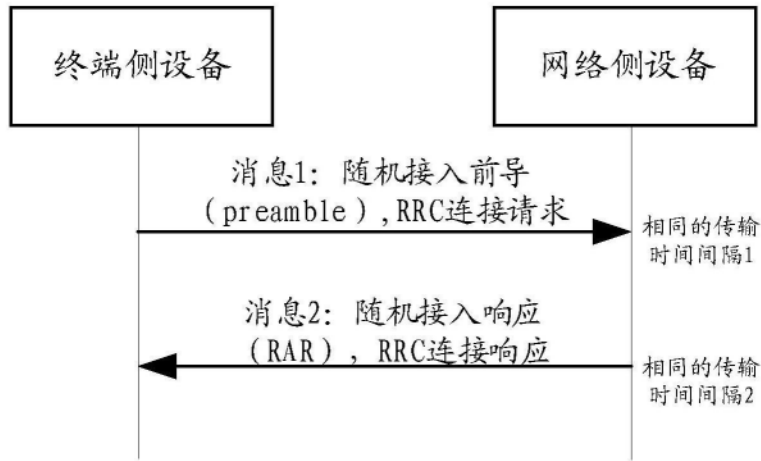 终端侧设备
网络侧设备
消息1: 随机接入前导
(preamble),RRC连接请求
相同的传输
时间间隔1
消息2: 随机接入响应
(RAR), RRC连接响应
相同的传输
时间间隔2